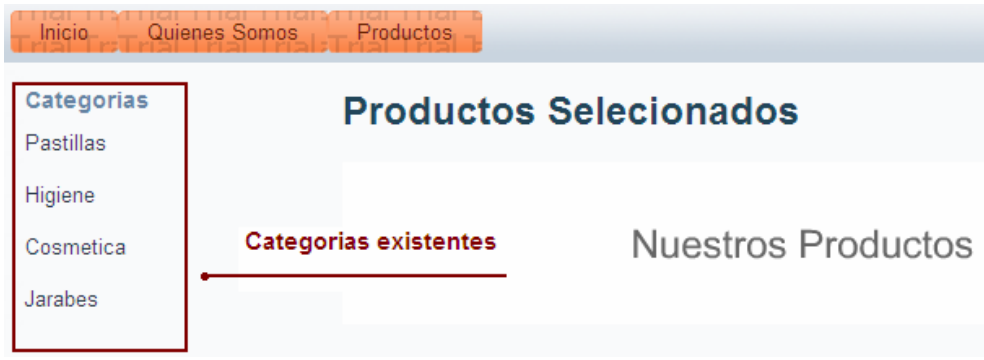 Inicio Quienes Somos Productos
Categorias
Pastillas
Higiene
Cosmetica
Jarabes
Productos Selecionados
Categorias existentes
Nuestros Productos